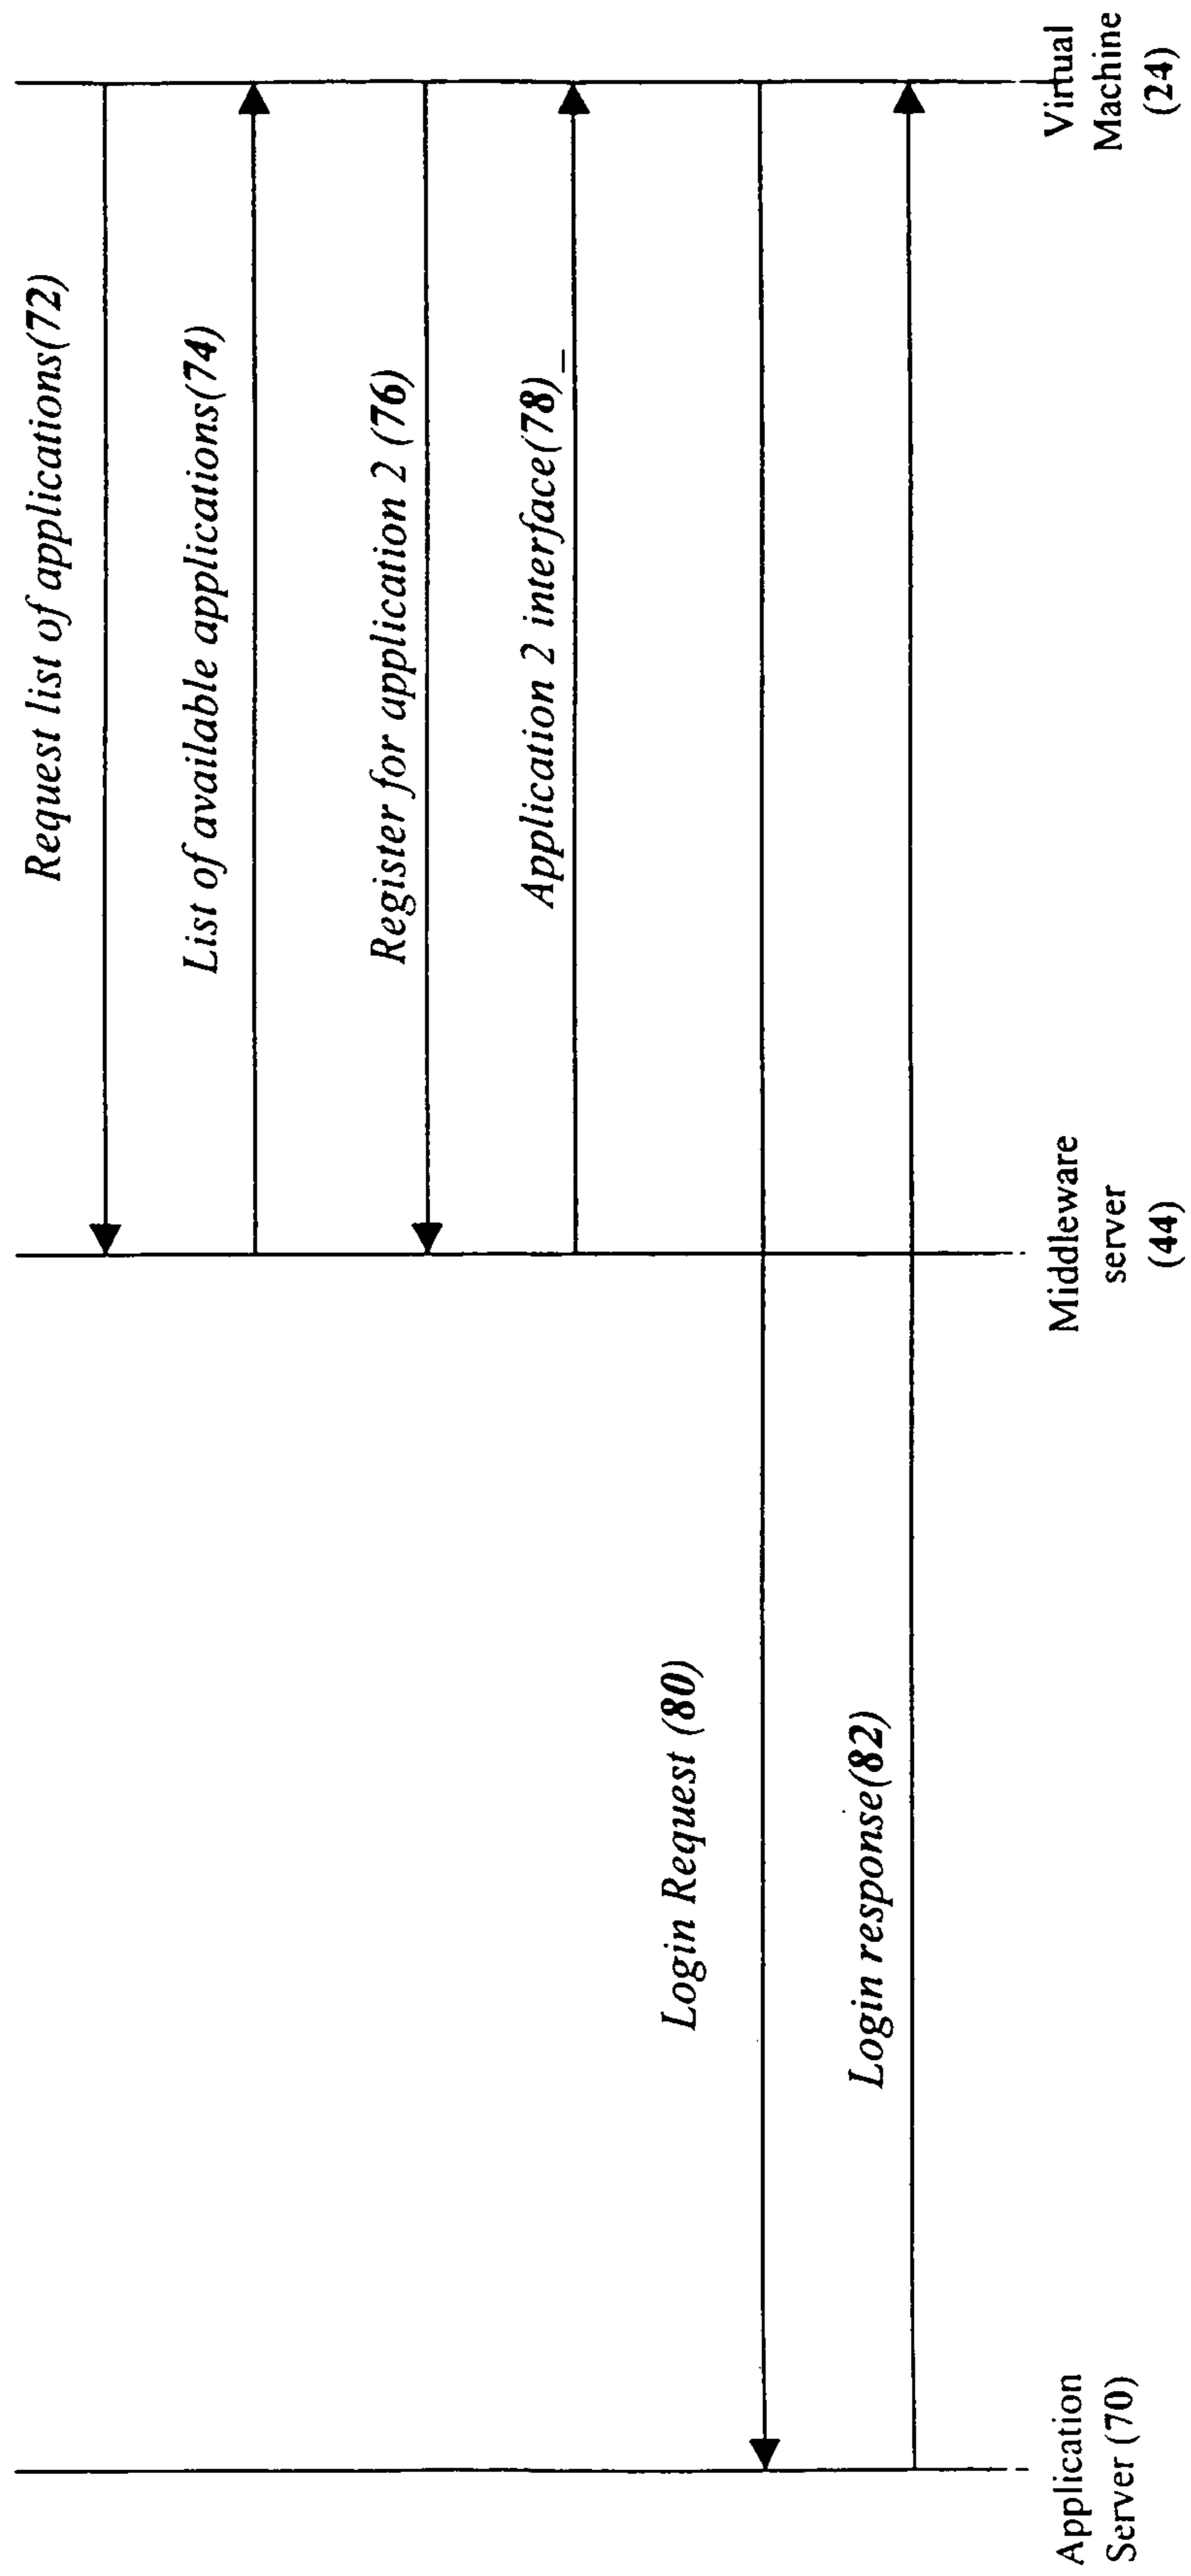 Request list of applications(72)
List of available applications(74)
Register for application 2 (76)
Application 2 interface(78)
Login Request (80)
Login response(82)
Application
Server (70)
Middleware
server
(44)
Virtual
Machine
(24)